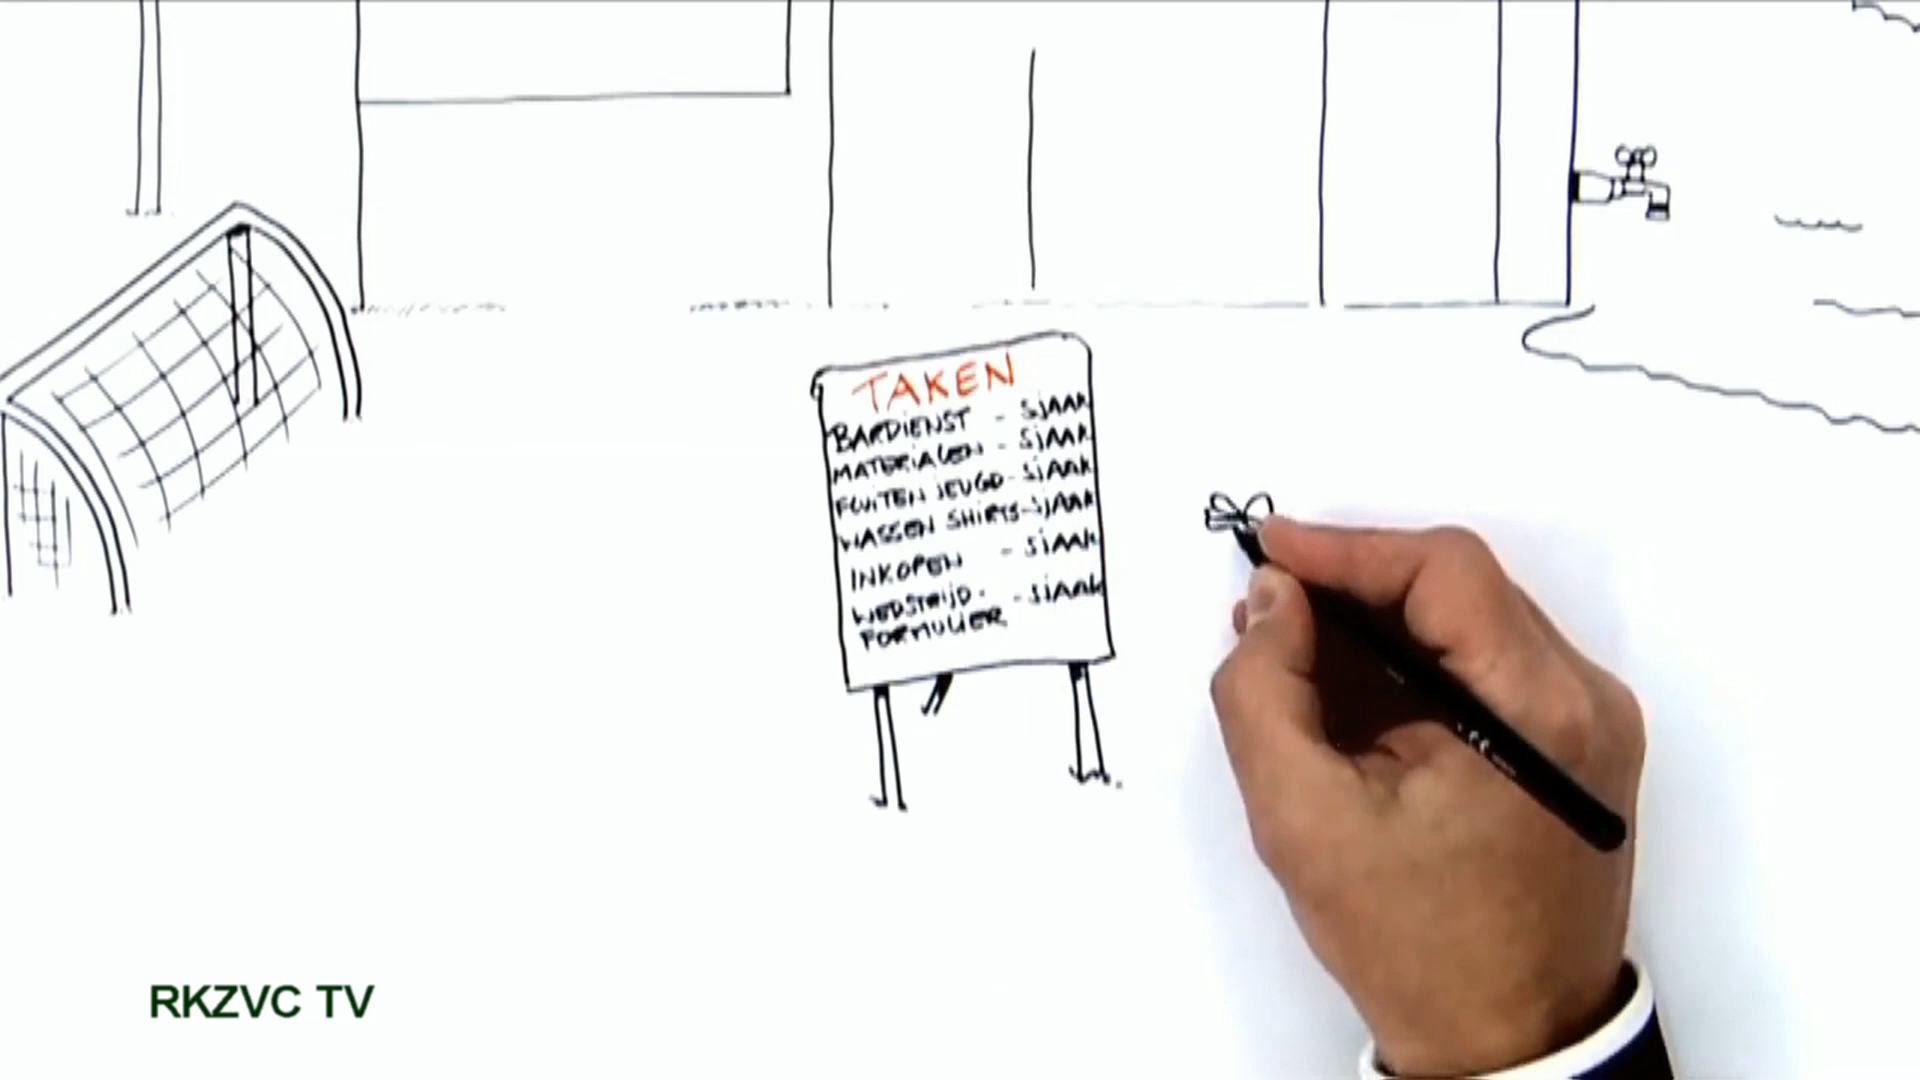 TAKEN
BARDIENST - SJAAK
MATERIALEN - SJAAK
FLUITEN JEUGD - SJAAK
WASSEN SHIRTS - SJAAK
INKOPEN - SJAAK
WEDSTRIJD- - SJAAK
FORMULIER
RKZVC TV